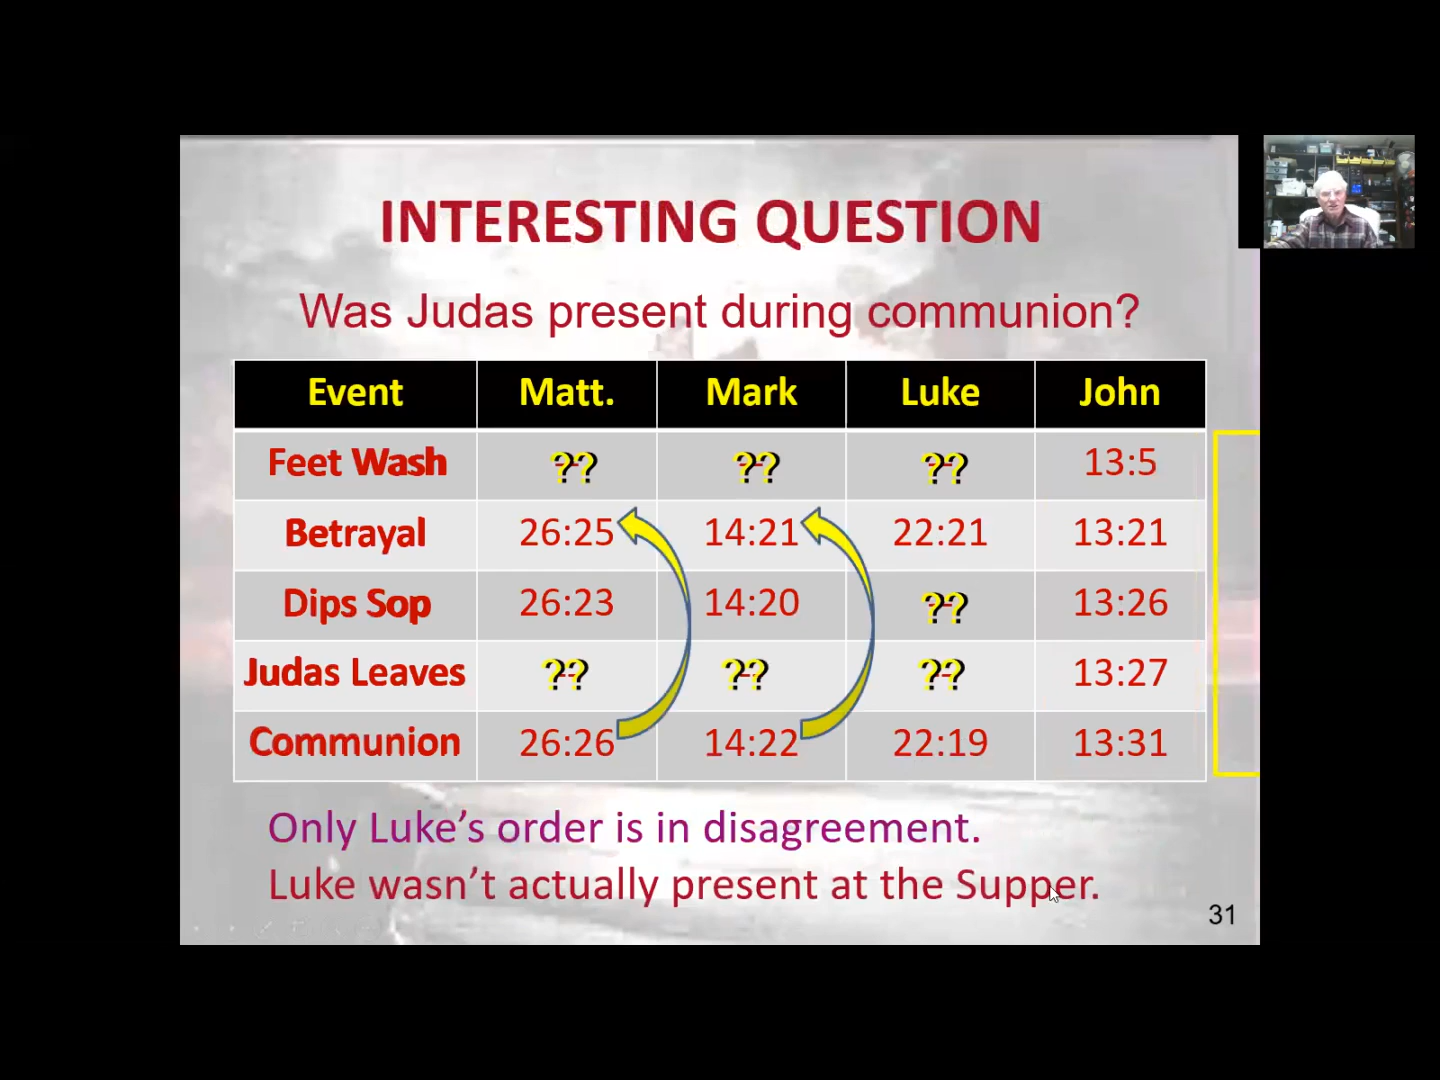 INTERESTING QUESTION
Was Judas present during communion?
Event Matt. Mark Luke John
Feet Wash ?? ?? ?? 13:5
Betrayal 26:25 14:21 22:21 13:21
Dips Sop 26:23 14:20 ?? 13:26
Judas Leaves ?? ?? ?? 13:27
Communion 26:26 14:22 22:19 13:31
Only Luke’s order is in disagreement.
Luke wasn’t actually present at the Supper.
31